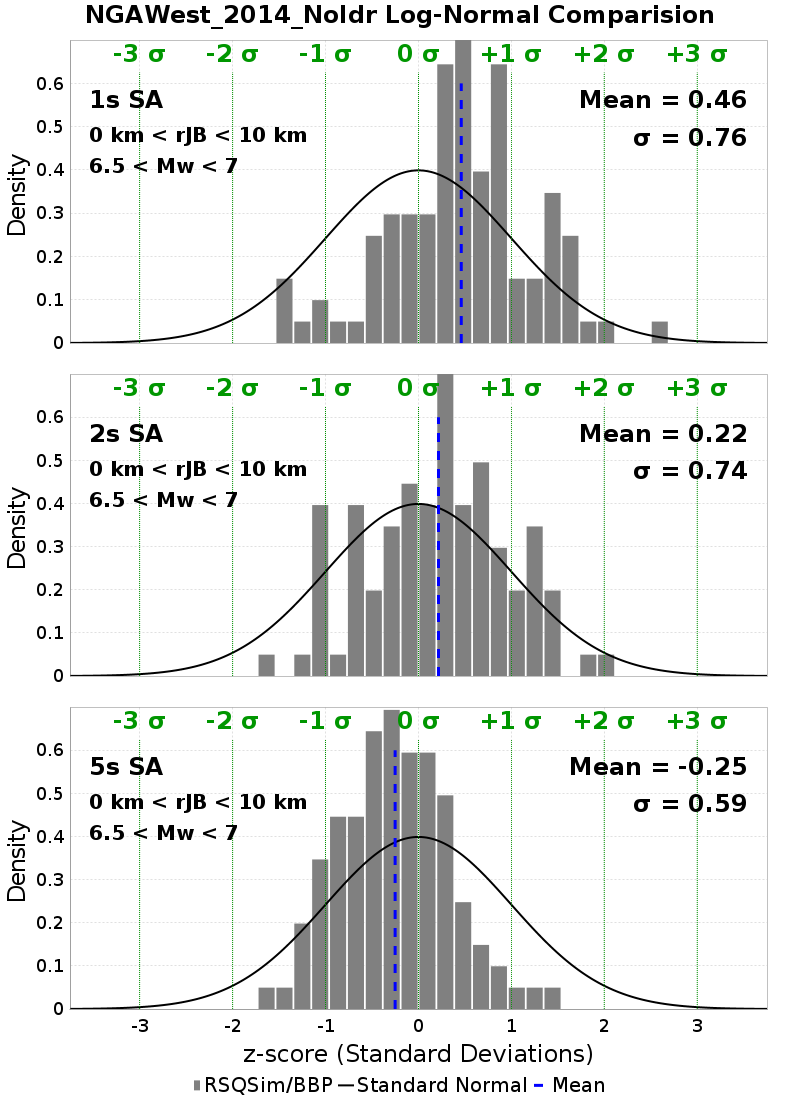 NGAWest_2014_NoIdr Log-Normal Comparision
-3 σ -2 σ -1 σ 0 σ +1 σ +2 σ +3 σ
1s SA
Mean = 0.46
0 km < rJB < 10 km
σ = 0.76
6.5 < Mw < 7
Density
0.6
0.5
0.4
0.3
0.2
0.1
0
-3 σ -2 σ -1 σ 0 σ +1 σ +2 σ +3 σ
2s SA
Mean = 0.22
0 km < rJB < 10 km
σ = 0.74
6.5 < Mw < 7
Density
0.6
0.5
0.4
0.3
0.2
0.1
0
-3 σ -2 σ -1 σ 0 σ +1 σ +2 σ +3 σ
5s SA
Mean = -0.25
0 km < rJB < 10 km
σ = 0.59
6.5 < Mw < 7
Density
0.6
0.5
0.4
0.3
0.2
0.1
0
-3 -2 -1 0 1 2 3
z-score (Standard Deviations)
RSQSim/BBP Standard Normal Mean